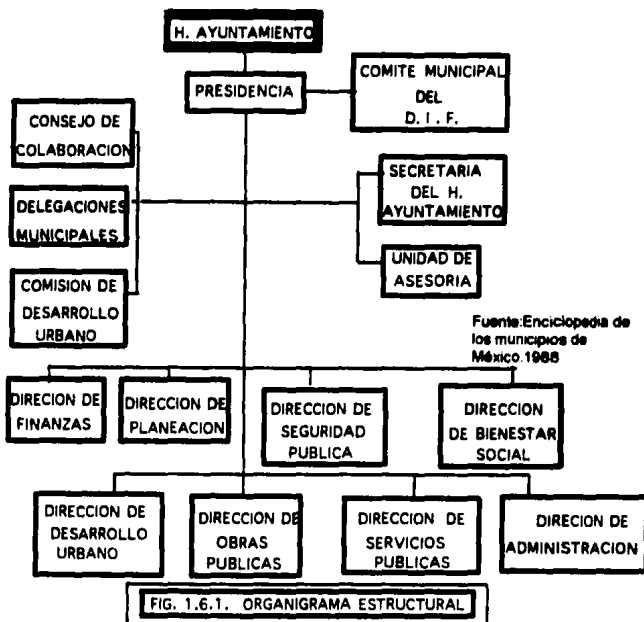 H. AYUNTAMIENTO
PRESIDENCIA
COMITE MUNICIPAL
DEL
D. I. F.
CONSEJO DE
COLABORACION
DELEGACIONES
MUNICIPALES
COMISION DE
DESARROLLO
URBANO
SECRETARIA
DEL H.
AYUNTAMIENTO
UNIDAD DE
ASESORIA
Fuente:Enciclopedia de
los municipios de
México.1988
DIRECION DE
FINANZAS
DIRECCION DE
PLANEACION
DIRECCION DE
SEGURIDAD
PUBLICA
DIRECCION
DE BIENESTAR
SOCIAL
DIRECCION DE
DESARROLLO
URBANO
DIRECCION DE
OBRAS
PUBLICAS
DIRECCION DE
SERVICIOS
PUBLICAS
DIRECION DE
ADMINISTRACION
FIG. 1.6.1. ORGANIGRAMA ESTRUCTURAL